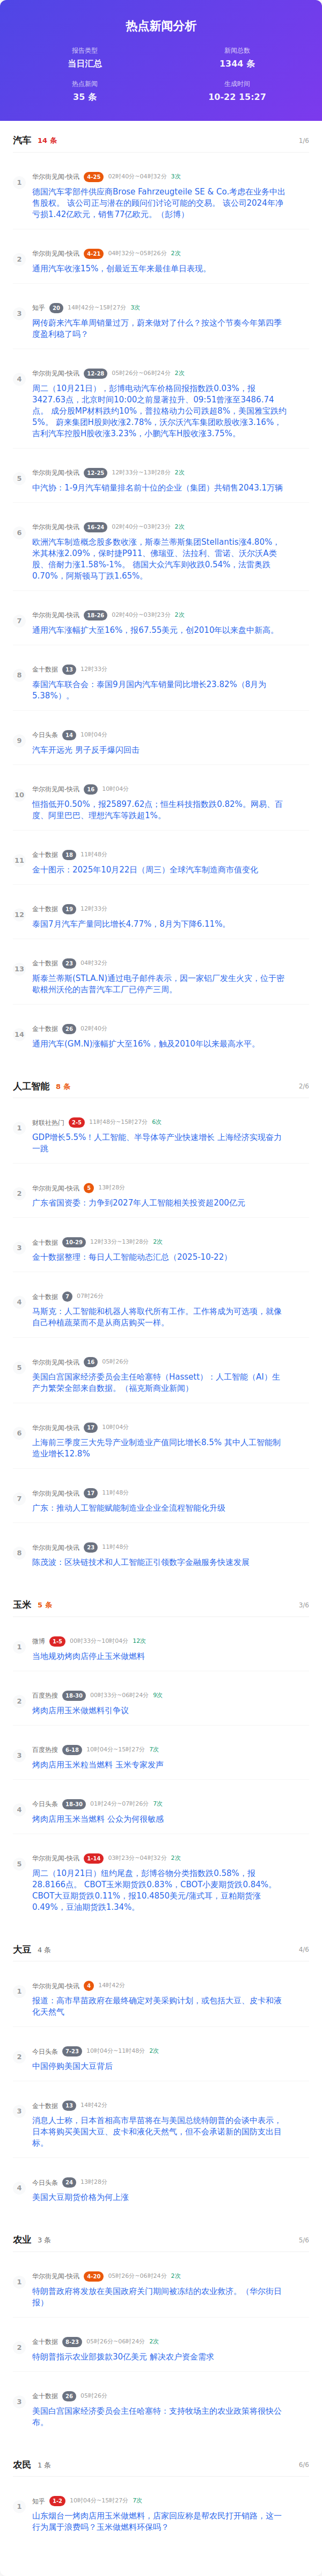 热点新闻分析
报告类型
当日汇总
新闻总数
1344 条
热点新闻
35 条
生成时间
10-22 15:27
汽车 14 条 1/6
1
华尔街见闻-快讯 4-25 02时40分~04时32分 3次
德国汽车零部件供应商Brose Fahrzeugteile SE & Co.考虑在业务中出
售股权。 该公司正与潜在的顾问们讨论可能的交易。 该公司2024年净
亏损1.42亿欧元，销售77亿欧元。（彭博）
2
华尔街见闻-快讯 4-21 04时32分~05时26分 2次
通用汽车收涨15%，创最近五年来最佳单日表现。
3
知乎 20 14时42分~15时27分 3次
网传蔚来汽车单周销量过万，蔚来做对了什么？按这个节奏今年第四季
度盈利稳了吗？
4
华尔街见闻-快讯 12-28 05时26分~06时24分 2次
周二（10月21日），彭博电动汽车价格回报指数跌0.03%，报
3427.63点，北京时间10:00之前显著拉升、09:51曾涨至3486.74
点。 成分股MP材料跌约10%，普拉格动力公司跌超8%，美国雅宝跌约
5%。 蔚来集团H股则收涨2.78%，沃尔沃汽车集团欧股收涨3.16%，
吉利汽车控股H股收涨3.23%，小鹏汽车H股收涨3.75%。
5
华尔街见闻-快讯 12-25 12时33分~13时28分 2次
中汽协：1-9月汽车销量排名前十位的企业（集团）共销售2043.1万辆
6
华尔街见闻-快讯 16-24 02时40分~03时23分 2次
欧洲汽车制造概念股多数收涨，斯泰兰蒂斯集团Stellantis涨4.80%，
米其林涨2.09%，保时捷P911、佛瑞亚、法拉利、雷诺、沃尔沃A类
股、倍耐力涨1.58%-1%。 德国大众汽车则收跌0.54%，法雷奥跌
0.70%，阿斯顿马丁跌1.65%。
7
华尔街见闻-快讯 18-26 02时40分~03时23分 2次
通用汽车涨幅扩大至16%，报67.55美元，创2010年以来盘中新高。
8
金十数据 13 12时33分
泰国汽车联合会：泰国9月国内汽车销量同比增长23.82%（8月为
5.38%）。
9
今日头条 14 10时04分
汽车开远光 男子反手爆闪回击
10
华尔街见闻-快讯 16 10时04分
恒指低开0.50%，报25897.62点；恒生科技指数跌0.82%。网易、百
度、阿里巴巴、理想汽车等跌超1%。
11
金十数据 18 11时48分
金十图示：2025年10月22日（周三）全球汽车制造商市值变化
12
金十数据 19 12时33分
泰国7月汽车产量同比增长4.77%，8月为下降6.11%。
13
金十数据 23 04时32分
斯泰兰蒂斯(STLA.N)通过电子邮件表示，因一家铝厂发生火灾，位于密
歇根州沃伦的吉普汽车工厂已停产三周。
14
金十数据 26 02时40分
通用汽车(GM.N)涨幅扩大至16%，触及2010年以来最高水平。
人工智能 8 条 2/6
1
财联社热门 2-5 11时48分~15时27分 6次
GDP增长5.5%！人工智能、半导体等产业快速增长 上海经济实现奋力
一跳
2
华尔街见闻-快讯 5 13时28分
广东省国资委：力争到2027年人工智能相关投资超200亿元
3
金十数据 10-29 12时33分~13时28分 2次
金十数据整理：每日人工智能动态汇总（2025-10-22）
4
金十数据 7 07时26分
马斯克：人工智能和机器人将取代所有工作。工作将成为可选项，就像
自己种植蔬菜而不是从商店购买一样。
5
华尔街见闻-快讯 16 05时26分
美国白宫国家经济委员会主任哈塞特（Hassett）：人工智能（AI）生
产力繁荣全部来自数据。（福克斯商业新闻）
6
华尔街见闻-快讯 17 10时04分
上海前三季度三大先导产业制造业产值同比增长8.5% 其中人工智能制
造业增长12.8%
7
华尔街见闻-快讯 17 11时48分
广东：推动人工智能赋能制造业企业全流程智能化升级
8
华尔街见闻-快讯 23 11时48分
陈茂波：区块链技术和人工智能正引领数字金融服务快速发展
玉米 5 条 3/6
1
微博 1-5 00时33分~10时04分 12次
当地规劝烤肉店停止玉米做燃料
2
百度热搜 18-30 00时33分~06时24分 9次
烤肉店用玉米做燃料引争议
3
百度热搜 6-18 10时04分~15时27分 7次
烤肉店用玉米粒当燃料 玉米专家发声
4
今日头条 18-30 01时24分~07时26分 7次
烤肉店用玉米当燃料 公众为何很敏感
5
华尔街见闻-快讯 1-14 03时23分~04时32分 2次
周二（10月21日）纽约尾盘，彭博谷物分类指数跌0.58%，报
28.8166点。 CBOT玉米期货跌0.83%，CBOT小麦期货跌0.84%。
CBOT大豆期货跌0.11%，报10.4850美元/蒲式耳，豆粕期货涨
0.49%，豆油期货跌1.34%。
大豆 4 条 4/6
1
华尔街见闻-快讯 4 14时42分
报道：高市早苗政府在最终确定对美采购计划，或包括大豆、皮卡和液
化天然气
2
今日头条 7-23 10时04分~11时48分 2次
中国停购美国大豆背后
3
金十数据 13 14时42分
消息人士称，日本首相高市早苗将在与美国总统特朗普的会谈中表示，
日本将购买美国大豆、皮卡和液化天然气，但不会承诺新的国防支出目
标。
4
今日头条 24 13时28分
美国大豆期货价格为何上涨
农业 3 条 5/6
1
华尔街见闻-快讯 4-20 05时26分~06时24分 2次
特朗普政府将发放在美国政府关门期间被冻结的农业救济。（华尔街日
报）
2
金十数据 8-23 05时26分~06时24分 2次
特朗普指示农业部拨款30亿美元 解决农户资金需求
3
金十数据 26 05时26分
美国白宫国家经济委员会主任哈塞特：支持牧场主的农业政策将很快公
布。
农民 1 条 6/6
1
知乎 1-2 10时04分~15时27分 7次
山东烟台一烤肉店用玉米做燃料，店家回应称是帮农民打开销路，这一
行为属于浪费吗？玉米做燃料环保吗？